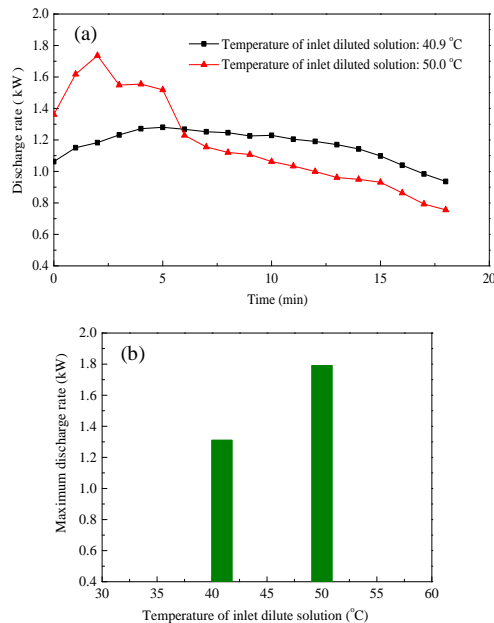 (a)
Temperature of inlet diluted solution: 40.9 °C
Temperature of inlet diluted solution: 50.0 °C
2.0
1.8
1.6
1.4
1.2
1.0
0.8
0.6
0.4
Discharge rate ( kW)
0 5 10 15 20
Time (min)
(b)
2.0
1.8
1.6
1.4
1.2
1.0
0.8
0.6
0.4
Maximum discharge rate (kW)
30 35 40 45 50 55 60
Temperature of inlet dilute solution (°C)